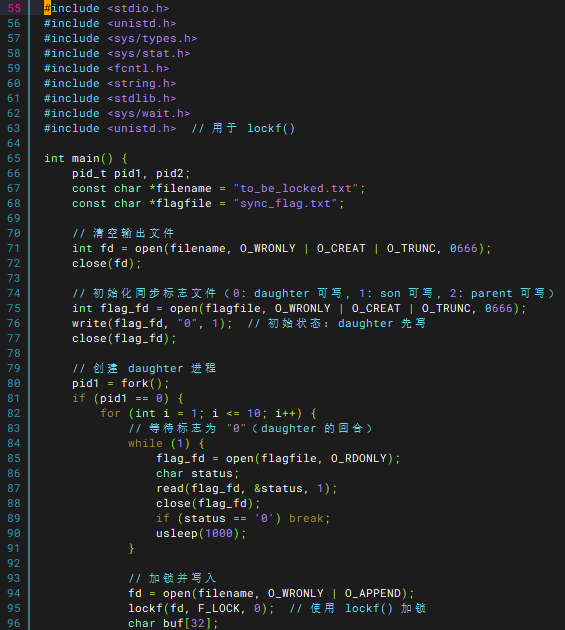 55 #include <stdio.h>
56 #include <unistd.h>
57 #include <sys/types.h>
58 #include <sys/stat.h>
59 #include <fcntl.h>
60 #include <string.h>
61 #include <stdlib.h>
62 #include <sys/wait.h>
63 #include <unistd.h>  // 用于 lockf()
64
65 int main() {
66     pid_t pid1, pid2;
67     const char *filename = "to_be_locked.txt";
68     const char *flagfile = "sync_flag.txt";
69
70     // 清空输出文件
71     int fd = open(filename, O_WRONLY | O_CREAT | O_TRUNC, 0666);
72     close(fd);
73
74     // 初始化同步标志文件（0: daughter 可写, 1: son 可写, 2: parent 可写）
75     int flag_fd = open(flagfile, O_WRONLY | O_CREAT | O_TRUNC, 0666);
76     write(flag_fd, "0", 1);  // 初始状态：daughter 先写
77     close(flag_fd);
78
79     // 创建 daughter 进程
80     pid1 = fork();
81     if (pid1 == 0) {
82         for (int i = 1; i <= 10; i++) {
83             // 等待标志为 "0"（daughter 的回合）
84             while (1) {
85                 flag_fd = open(flagfile, O_RDONLY);
86                 char status;
87                 read(flag_fd, &status, 1);
88                 close(flag_fd);
89                 if (status == '0') break;
90                 usleep(1000);
91             }
92
93             // 加锁并写入
94             fd = open(filename, O_WRONLY | O_APPEND);
95             lockf(fd, F_LOCK, 0);  // 使用 lockf() 加锁
96             char buf[32];